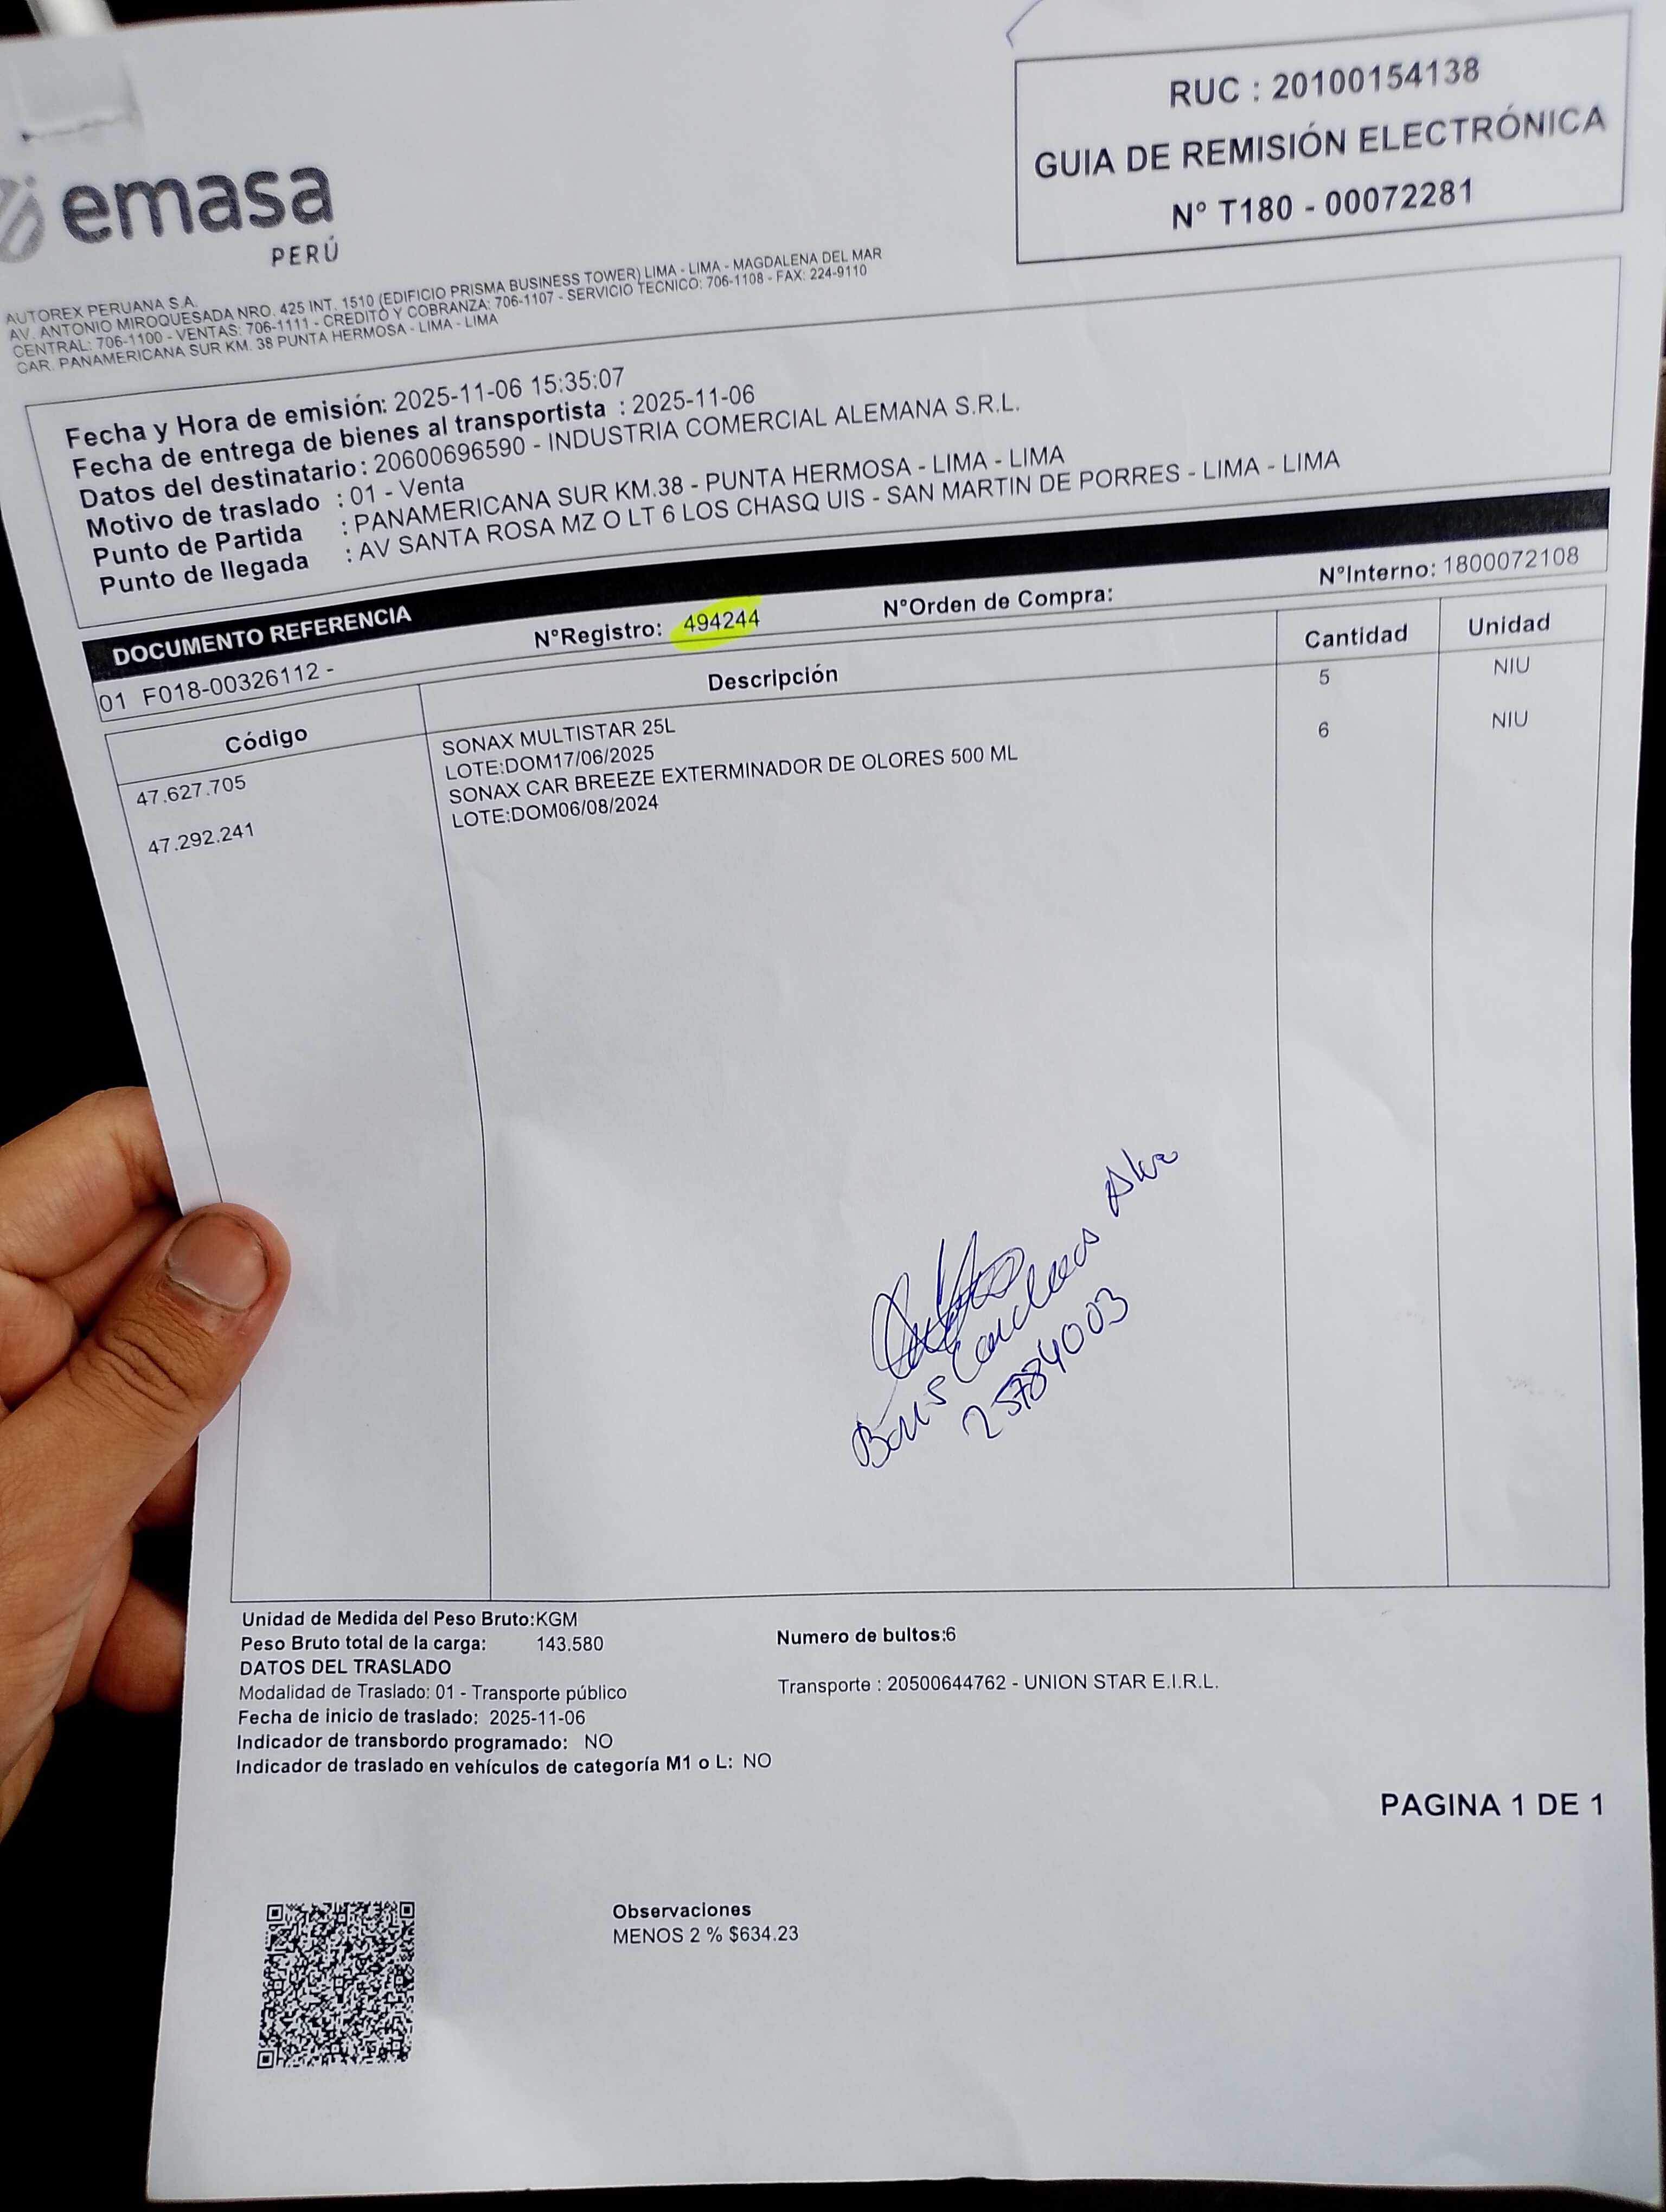 RUC : 20100154138
GUIA DE REMISIÓN ELECTRÓNICA
N° T180 - 00072281
emasa
PERÚ
AUTOREX PERUANA S.A.
AV. ANTONIO MIROQUESADA NRO. 425 INT. 1510 (EDIFICIO PRISMA BUSINESS TOWER) LIMA - LIMA - MAGDALENA DEL MAR
CENTRAL: 706-1100 - VENTAS: 706-1111 - CREDITO Y COBRANZA: 706-1107 - SERVICIO TECNICO: 706-1108 - FAX: 224-9110
CAR. PANAMERICANA SUR KM. 38 PUNTA HERMOSA - LIMA - LIMA
Fecha y Hora de emisión: 2025-11-06 15:35:07
Fecha de entrega de bienes al transportista : 2025-11-06
Datos del destinatario : 20600696590 - INDUSTRIA COMERCIAL ALEMANA S.R.L.
Motivo de traslado : 01 - Venta
Punto de Partida : PANAMERICANA SUR KM.38 - PUNTA HERMOSA - LIMA - LIMA
Punto de llegada : AV SANTA ROSA MZ O LT 6 LOS CHASQ UIS - SAN MARTIN DE PORRES - LIMA - LIMA
DOCUMENTO REFERENCIA
01 F018-00326112 - N°Registro: 494244 N°Orden de Compra: N°Interno: 1800072108
Código Descripción Cantidad Unidad
47.627.705 SONAX MULTISTAR 25L 5 NIU
LOTE:DOM17/06/2025
47.292.241 SONAX CAR BREEZE EXTERMINADOR DE OLORES 500 ML 6 NIU
LOTE:DOM06/08/2024
25784003
Unidad de Medida del Peso Bruto:KGM
Peso Bruto total de la carga: 143.580 Numero de bultos:6
DATOS DEL TRASLADO
Modalidad de Traslado: 01 - Transporte público Transporte : 20500644762 - UNION STAR E.I.R.L.
Fecha de inicio de traslado: 2025-11-06
Indicador de transbordo programado: NO
Indicador de traslado en vehículos de categoría M1 o L: NO
PAGINA 1 DE 1
Observaciones
MENOS 2 % $634.23